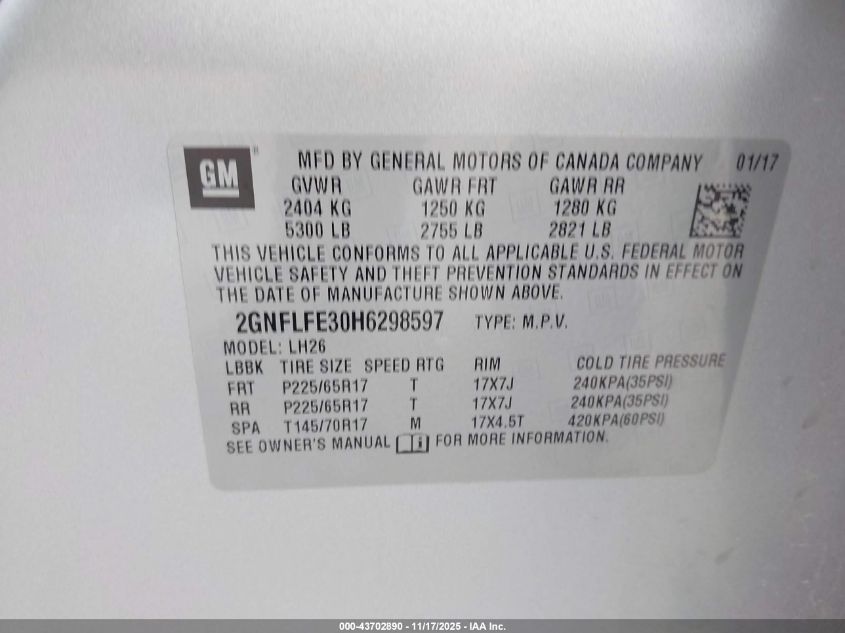 GM ® MFD BY GENERAL MOTORS OF CANADA COMPANY 01/17
GVWR GAWR FRT GAWR RR
2404 KG 1250 KG 1280 KG
5300 LB 2755 LB 2821 LB
THIS VEHICLE CONFORMS TO ALL APPLICABLE U.S. FEDERAL MOTOR
VEHICLE SAFETY AND THEFT PREVENTION STANDARDS IN EFFECT ON
THE DATE OF MANUFACTURE SHOWN ABOVE.
2GNFLFE30H6298597 TYPE: M.P.V.
MODEL: LH26
LBBK TIRE SIZE SPEED RTG RIM COLD TIRE PRESSURE
FRT P225/65R17 T 17X7J 240KPA(35PSI)
RR P225/65R17 T 17X7J 240KPA(35PSI)
SPA T145/70R17 M 17X4.5T 420KPA(60PSI)
SEE OWNER'S MANUAL FOR MORE INFORMATION.
000-43702890 - 11/17/2025 - IAA Inc.